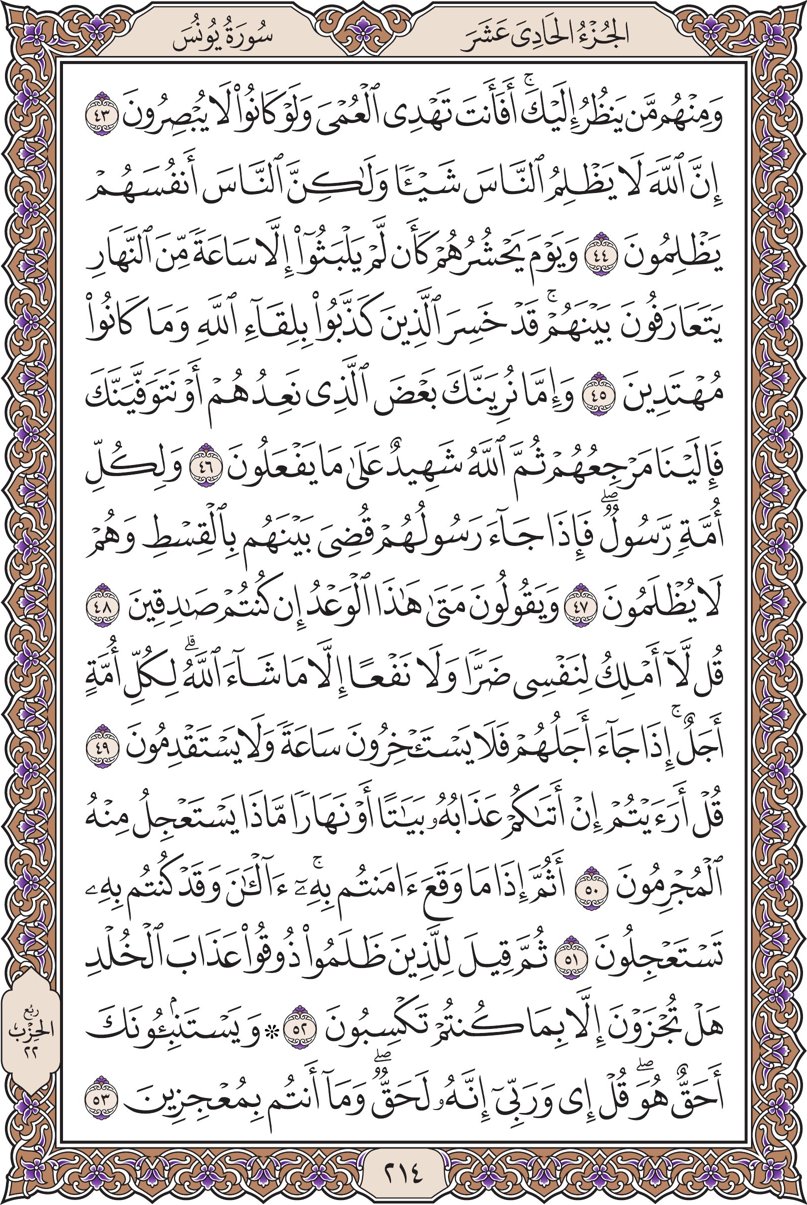 الجُزْءُ الحَادِىَ عَشَرَ
سُورَةُ يُونُسَ
وَمِنْهُم مَّن يَنظُرُ إِلَيْكَۚ أَفَأَنتَ تَهْدِى ٱلْعُمْىَ وَلَوْ كَانُوا۟ لَا يُبْصِرُونَ ٤٣
إِنَّ ٱللَّهَ لَا يَظْلِمُ ٱلنَّاسَ شَيْـًٔا وَلَـٰكِنَّ ٱلنَّاسَ أَنفُسَهُمْ
يَظْلِمُونَ ٤٤ وَيَوْمَ يَحْشُرُهُمْ كَأَن لَّمْ يَلْبَثُوٓا۟ إِلَّا سَاعَةً مِّنَ ٱلنَّهَارِ
يَتَعَارَفُونَ بَيْنَهُمْۚ قَدْ خَسِرَ ٱلَّذِينَ كَذَّبُوا۟ بِلِقَآءِ ٱللَّهِ وَمَا كَانُوا۟
مُهْتَدِينَ ٤٥ وَإِمَّا نُرِيَنَّكَ بَعْضَ ٱلَّذِى نَعِدُهُمْ أَوْ نَتَوَفَّيَنَّكَ
فَإِلَيْنَا مَرْجِعُهُمْ ثُمَّ ٱللَّهُ شَهِيدٌ عَلَىٰ مَا يَفْعَلُونَ ٤٦ وَلِكُلِّ
أُمَّةٍ رَّسُولٌۖ فَإِذَا جَآءَ رَسُولُهُمْ قُضِىَ بَيْنَهُم بِٱلْقِسْطِ وَهُمْ
لَا يُظْلَمُونَ ٤٧ وَيَقُولُونَ مَتَىٰ هَـٰذَا ٱلْوَعْدُ إِن كُنتُمْ صَـٰدِقِينَ ٤٨
قُل لَّآ أَمْلِكُ لِنَفْسِى ضَرًّا وَلَا نَفْعًا إِلَّا مَا شَآءَ ٱللَّهُۗ لِكُلِّ أُمَّةٍ
أَجَلٌۚ إِذَا جَآءَ أَجَلُهُمْ فَلَا يَسْتَـْٔخِرُونَ سَاعَةً وَلَا يَسْتَقْدِمُونَ ٤٩
قُلْ أَرَءَيْتُمْ إِنْ أَتَىٰكُمْ عَذَابُهُۥ بَيَـٰتًا أَوْ نَهَارًا مَّاذَا يَسْتَعْجِلُ مِنْهُ
ٱلْمُجْرِمُونَ ٥٠ أَثُمَّ إِذَا مَا وَقَعَ ءَامَنتُم بِهِۦٓۚ ءَآلْـَٔـٰنَ وَقَدْ كُنتُم بِهِۦ
تَسْتَعْجِلُونَ ٥١ ثُمَّ قِيلَ لِلَّذِينَ ظَلَمُوا۟ ذُوقُوا۟ عَذَابَ ٱلْخُلْدِ
هَلْ تُجْزَوْنَ إِلَّا بِمَا كُنتُمْ تَكْسِبُونَ ٥٢ ۞ وَيَسْتَنۢبِـُٔونَكَ
أَحَقٌّ هُوَۖ قُلْ إِى وَرَبِّىٓ إِنَّهُۥ لَحَقٌّۖ وَمَآ أَنتُم بِمُعْجِزِينَ ٥٣
رُبْعُ
الحِزْبِ
٢٢
٢١٤